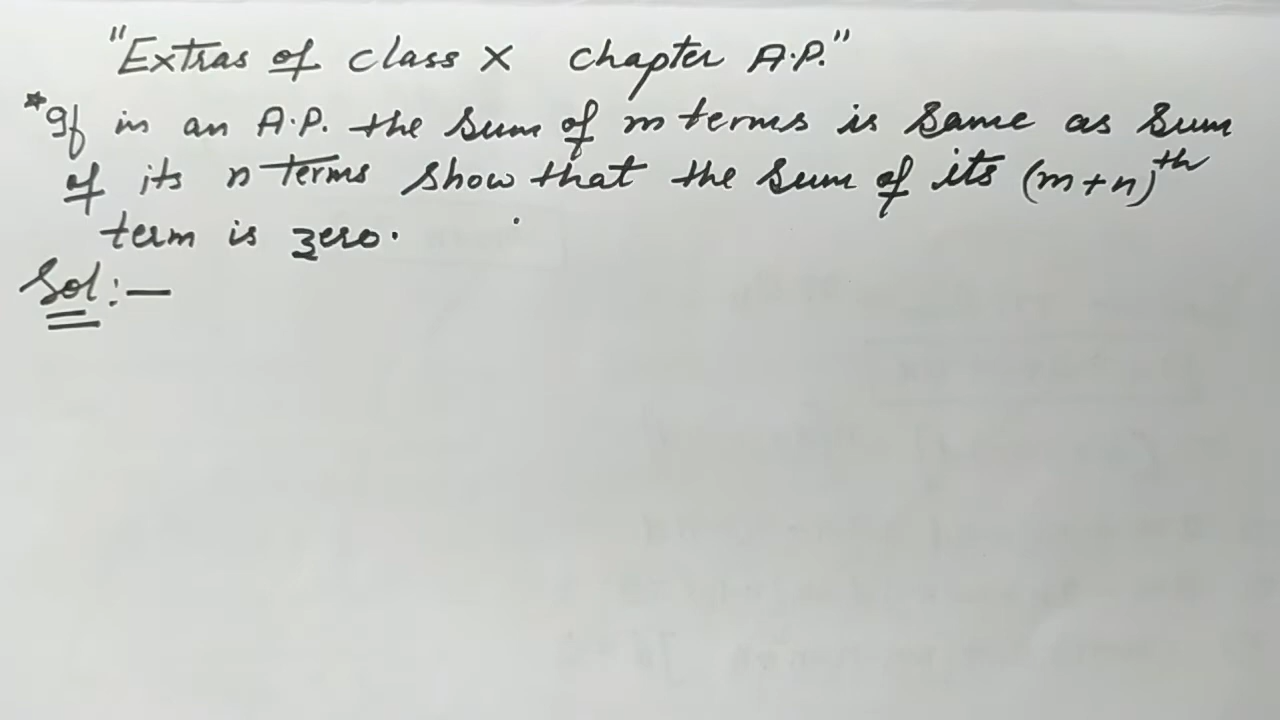 "Extras of class X chapter A.P."
*If in an A.P. the sum of m terms is same as sum
of its n terms show that the sum of its (m+n)th
term is zero.
Sol:—